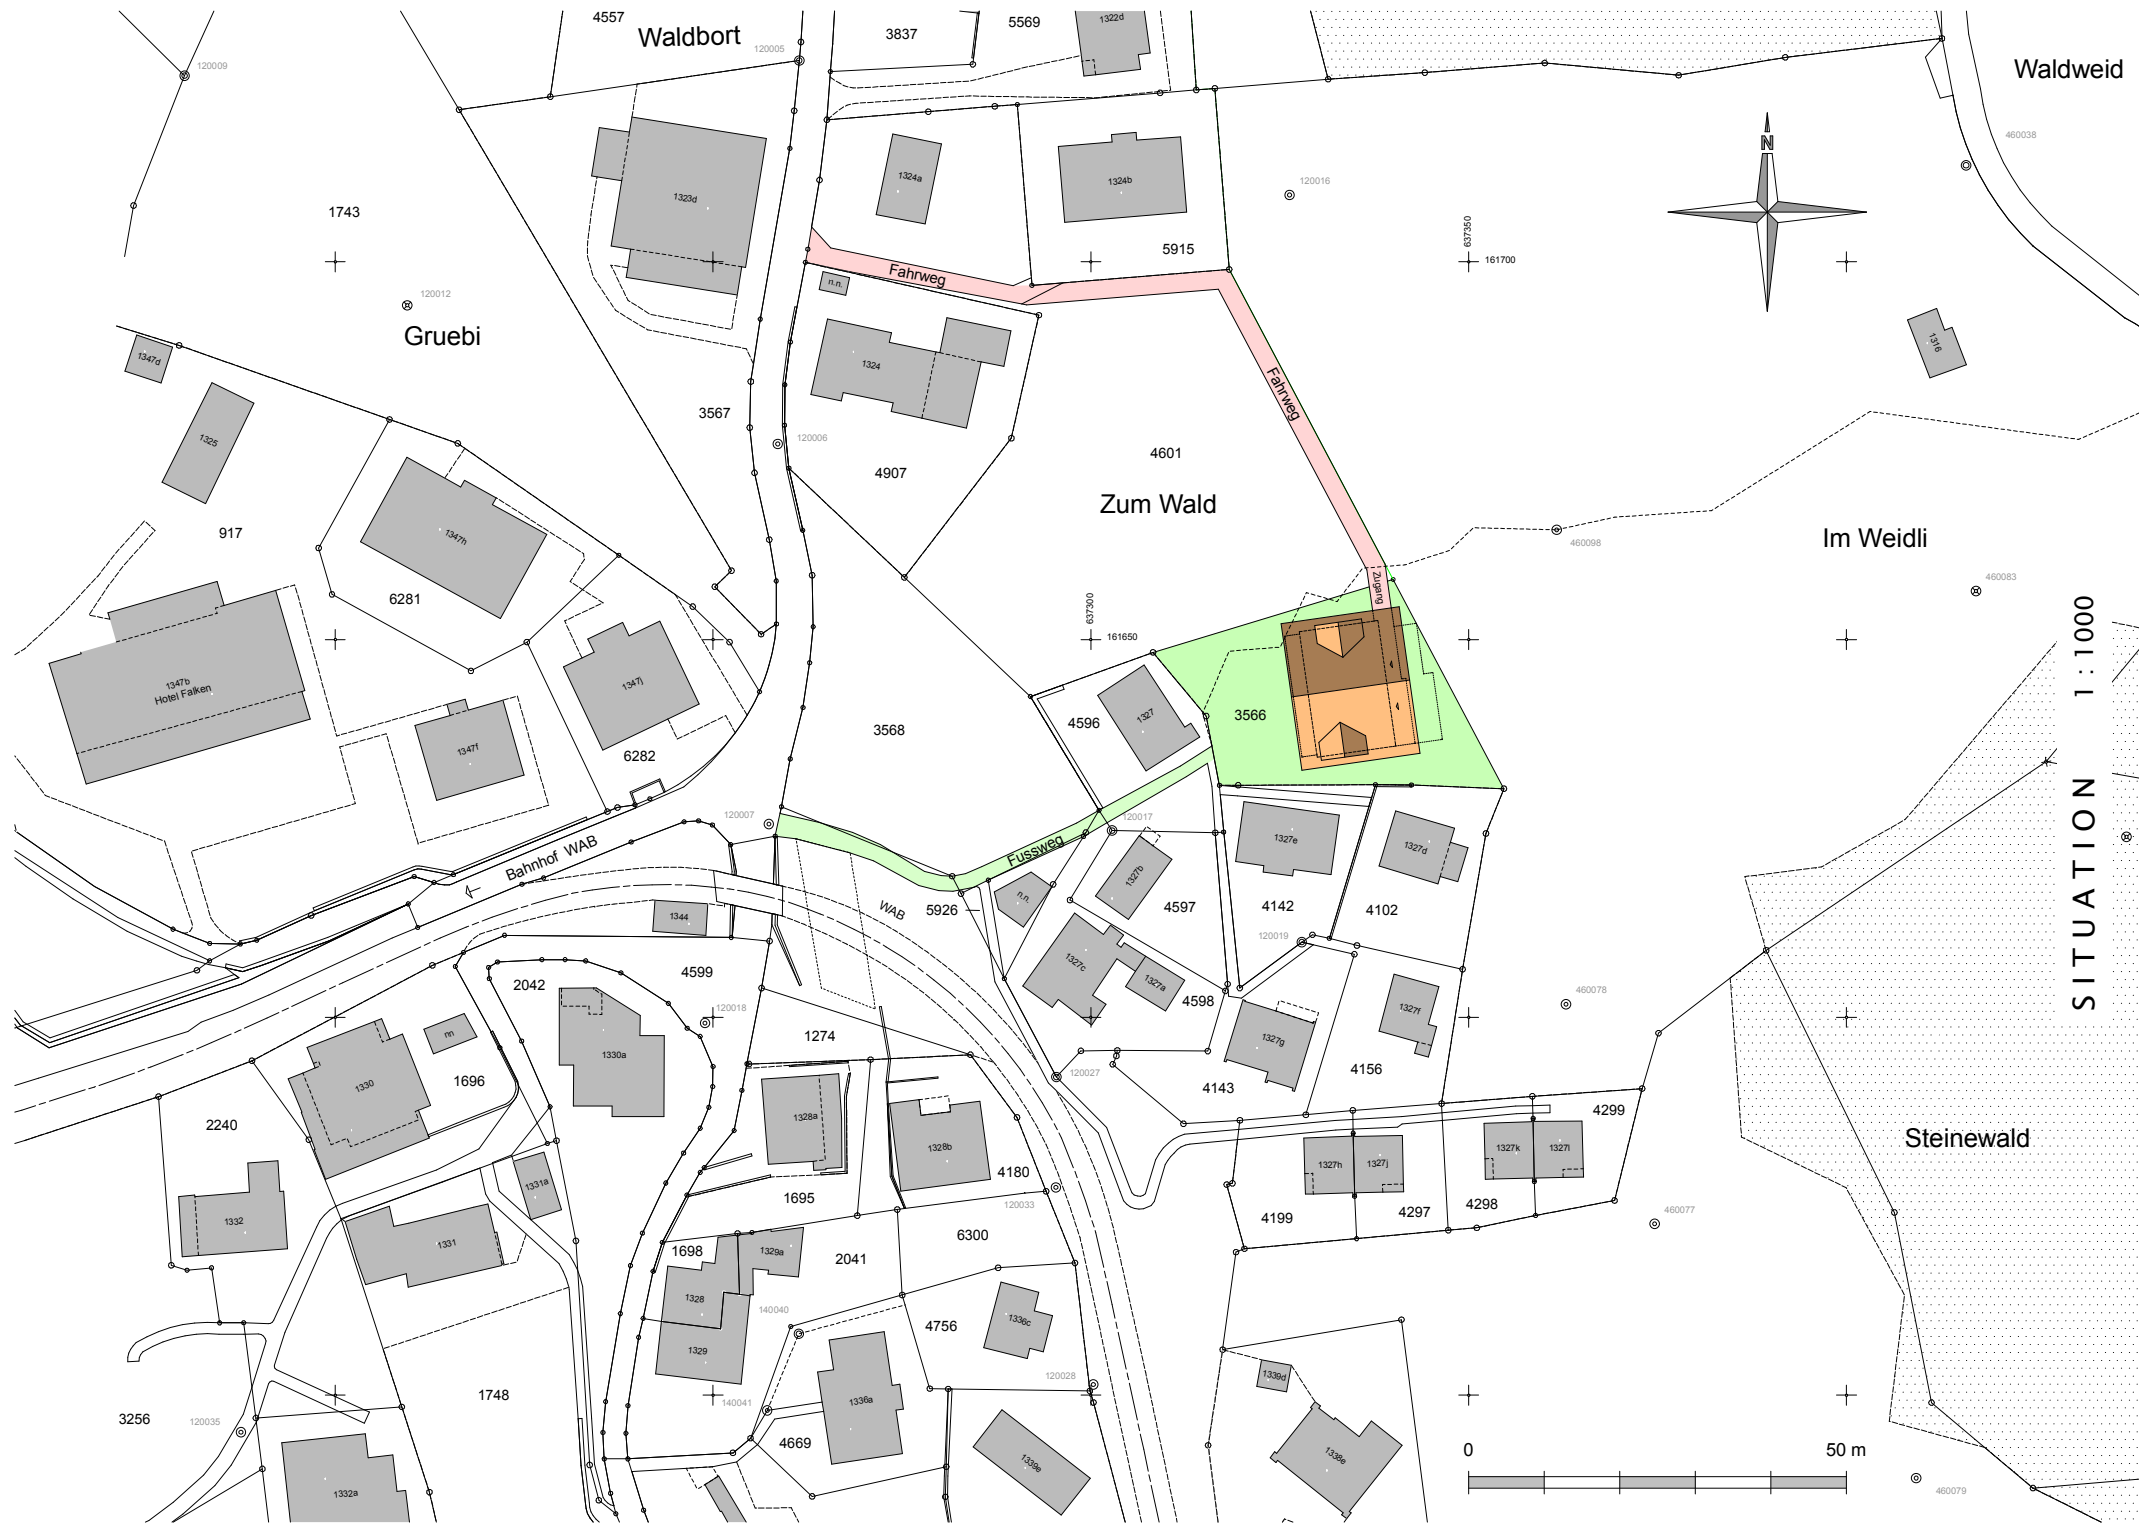 4557
Waldbort
120005
3837
5569
1322d
Waldweid
120009
460038
1323d
1324a
1324b
120016
N
1743
637350
161700
5915
Fahrweg
n.n.
120012
Gruebi
1347d
1324
1316
3567
Fahrweg
120006
1325
4601
4907
Zum Wald
917
1347h
Im Weidli
460098
460083
6281
Zugang
637300
161650
SITUATION 1:1000
1347b
Hotel Falken
1347j
4596
1327
3566
3568
1347f
6282
120007
120017
Bahnhof WAB
Fussweg
1327e
1327d
1327b
n.n.
WAB
5926
1344
4597
4142
4102
120019
4599
2042
1327c
1327a
4598
460078
120018
1327f
1274
1327g
nn
1330a
1330
1696
120027
4143
4156
4299
2240
1328a
1328b
Steinewald
1327h
1327j
1327k
1327l
4180
1331a
1695
120033
4199
4297
4298
460077
1332
1331
6300
1698
1329a
2041
1328
140040
4756
1336c
1329
120028
1339d
1748
140041
1336a
3256
120035
4669
0
50 m
1339e
1338e
1332a
460079